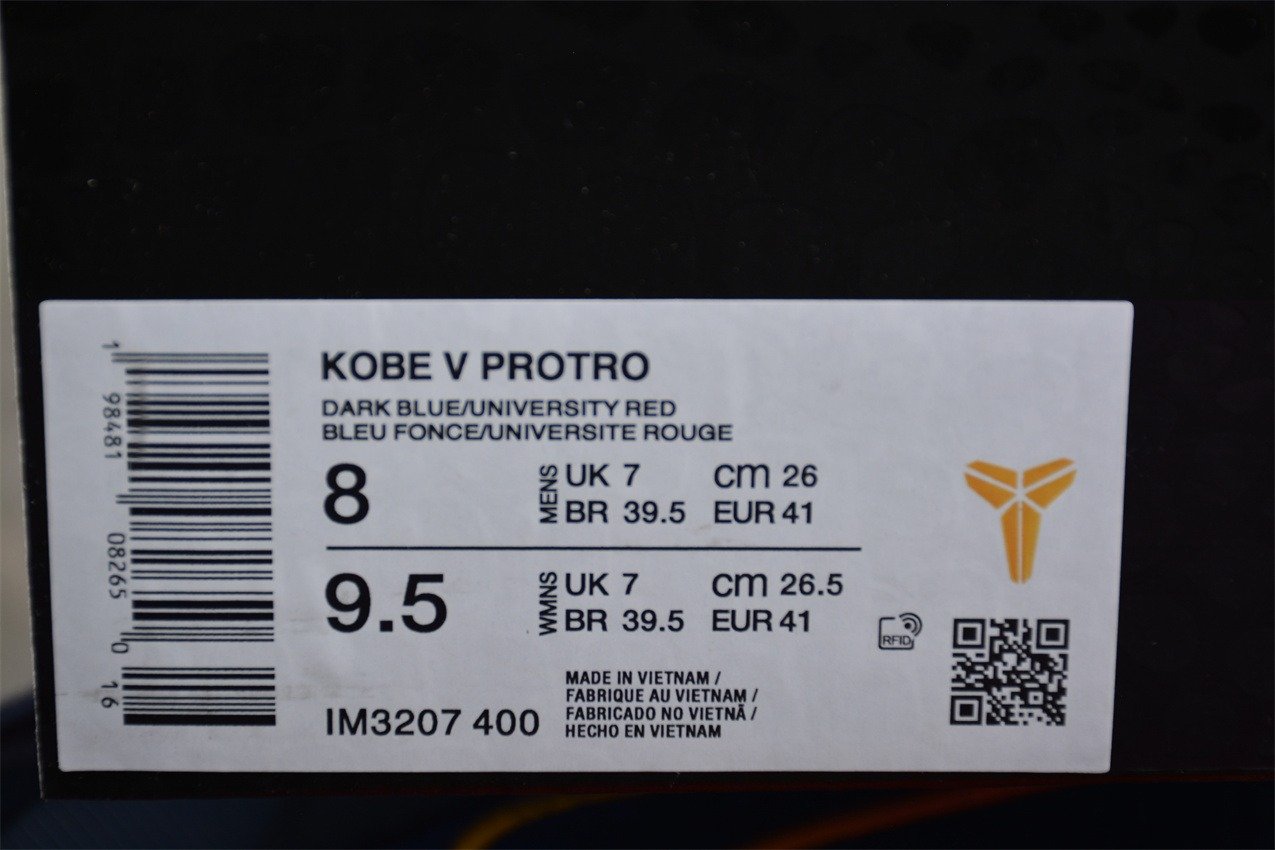 KOBE V PROTRO
DARK BLUE/UNIVERSITY RED
BLEU FONCE/UNIVERSITE ROUGE
8
MENS
UK 7 CM 26
BR 39.5 EUR 41
9.5
WMNS
UK 7 CM 26.5
BR 39.5 EUR 41
RFID
IM3207 400
MADE IN VIETNAM /
FABRIQUE AU VIETNAM /
FABRICADO NO VIETNÃ /
HECHO EN VIETNAM
1 98481 08265 0 16